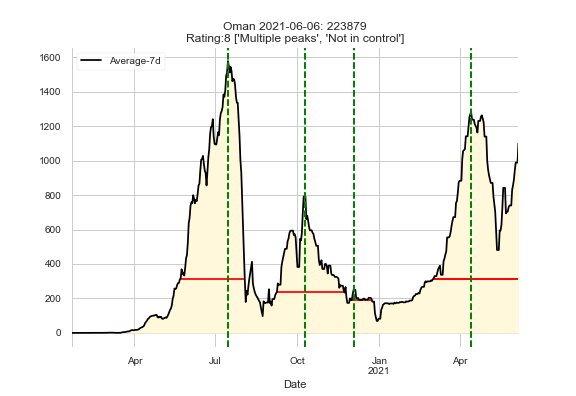 Oman 2021-06-06: 223879
Rating:8 ['Multiple peaks', 'Not in control']
Average-7d
1600
1400
1200
1000
800
600
400
200
0
Apr
Jul
Oct
Jan
2021
Apr
Date